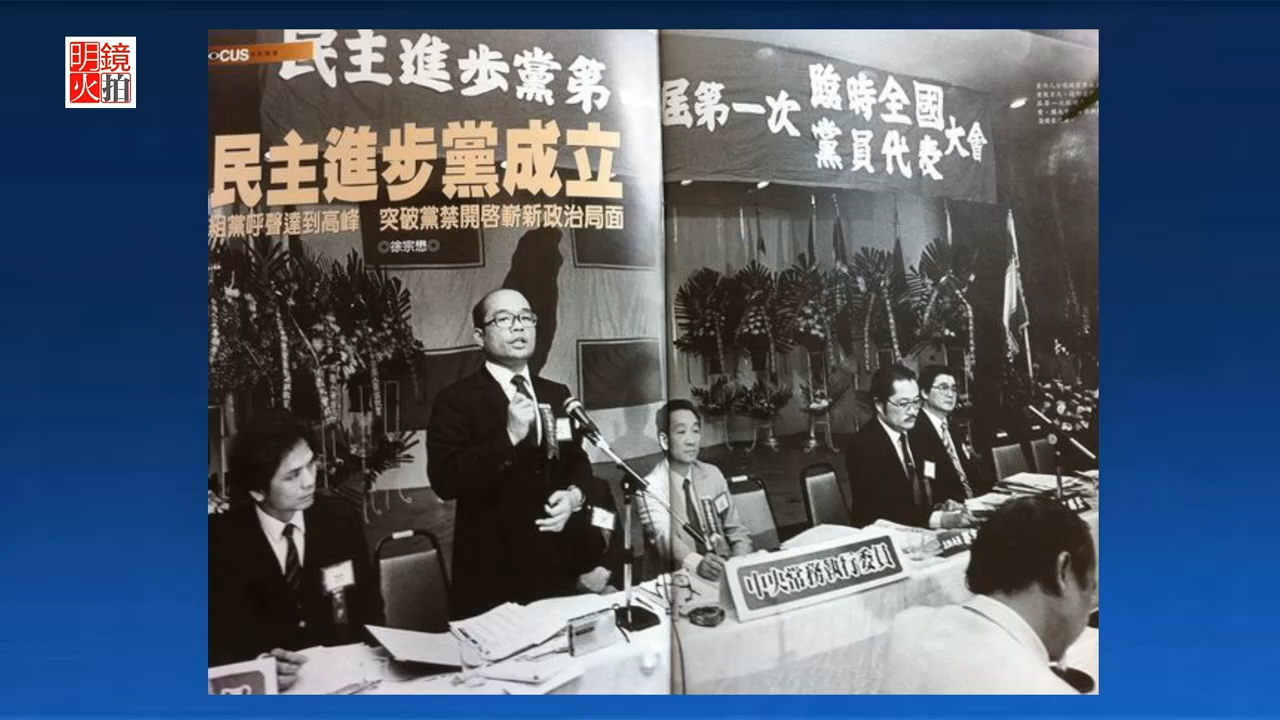 明鏡
火拍
CUS
民主進步黨第
屆第一次
臨時全國
黨員代表
大會
民主進步黨成立
組黨呼聲達到高峰 突破黨禁開啓嶄新政治局面
◎徐宗懋◎
中央常務執行委員